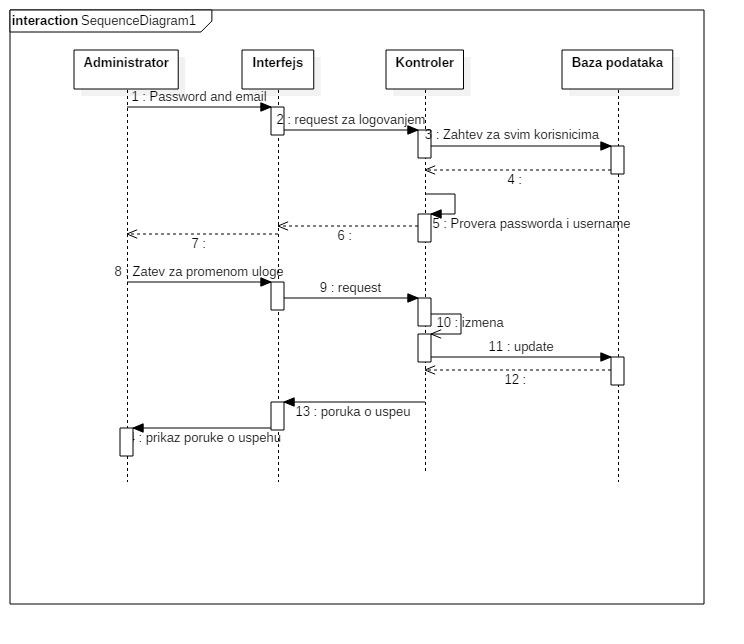 interaction SequenceDiagram1
Administrator
Interfejs
Kontroler
Baza podataka
1 : Password and email
2 : request za logovanjem
3 : Zahtev za svim korisnicima
4 :
5 : Provera passworda i username
6 :
7 :
8 : Zatev za promenom uloge
9 : request
10 : izmena
11 : update
12 :
13 : poruka o uspeu
: prikaz poruke o uspehu